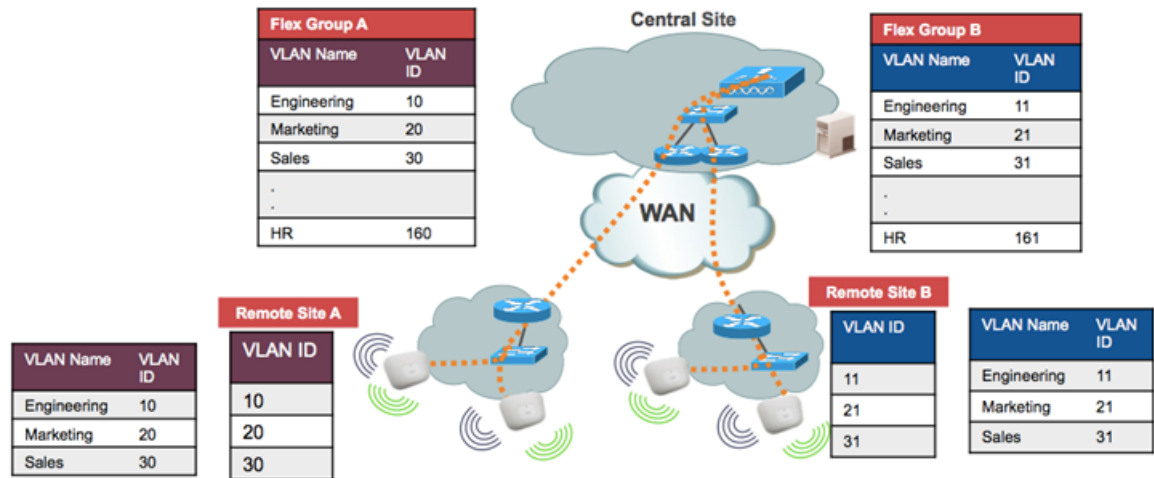 Flex Group A
VLAN Name VLAN ID
Engineering 10
Marketing 20
Sales 30
.
.
HR 160
Central Site
WAN
Flex Group B
VLAN Name VLAN ID
Engineering 11
Marketing 21
Sales 31
.
.
HR 161
VLAN Name VLAN ID
Engineering 10
Marketing 20
Sales 30
Remote Site A
VLAN ID
10
20
30
Remote Site B
VLAN ID
11
21
31
VLAN Name VLAN ID
Engineering 11
Marketing 21
Sales 31